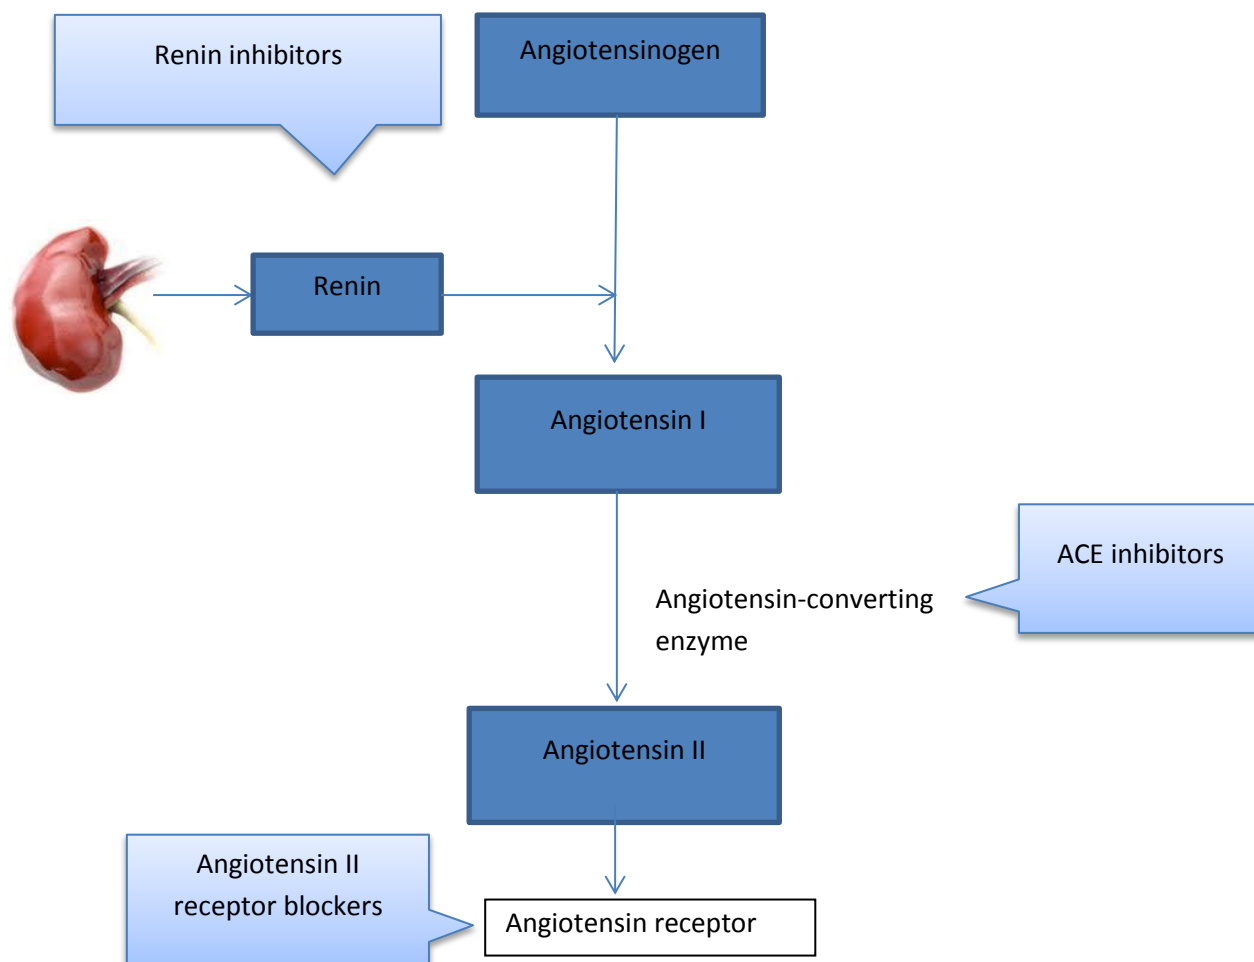 Renin inhibitors
Angiotensinogen
Renin
Angiotensin I
ACE inhibitors
Angiotensin-converting
enzyme
Angiotensin II
Angiotensin II
receptor blockers
Angiotensin receptor